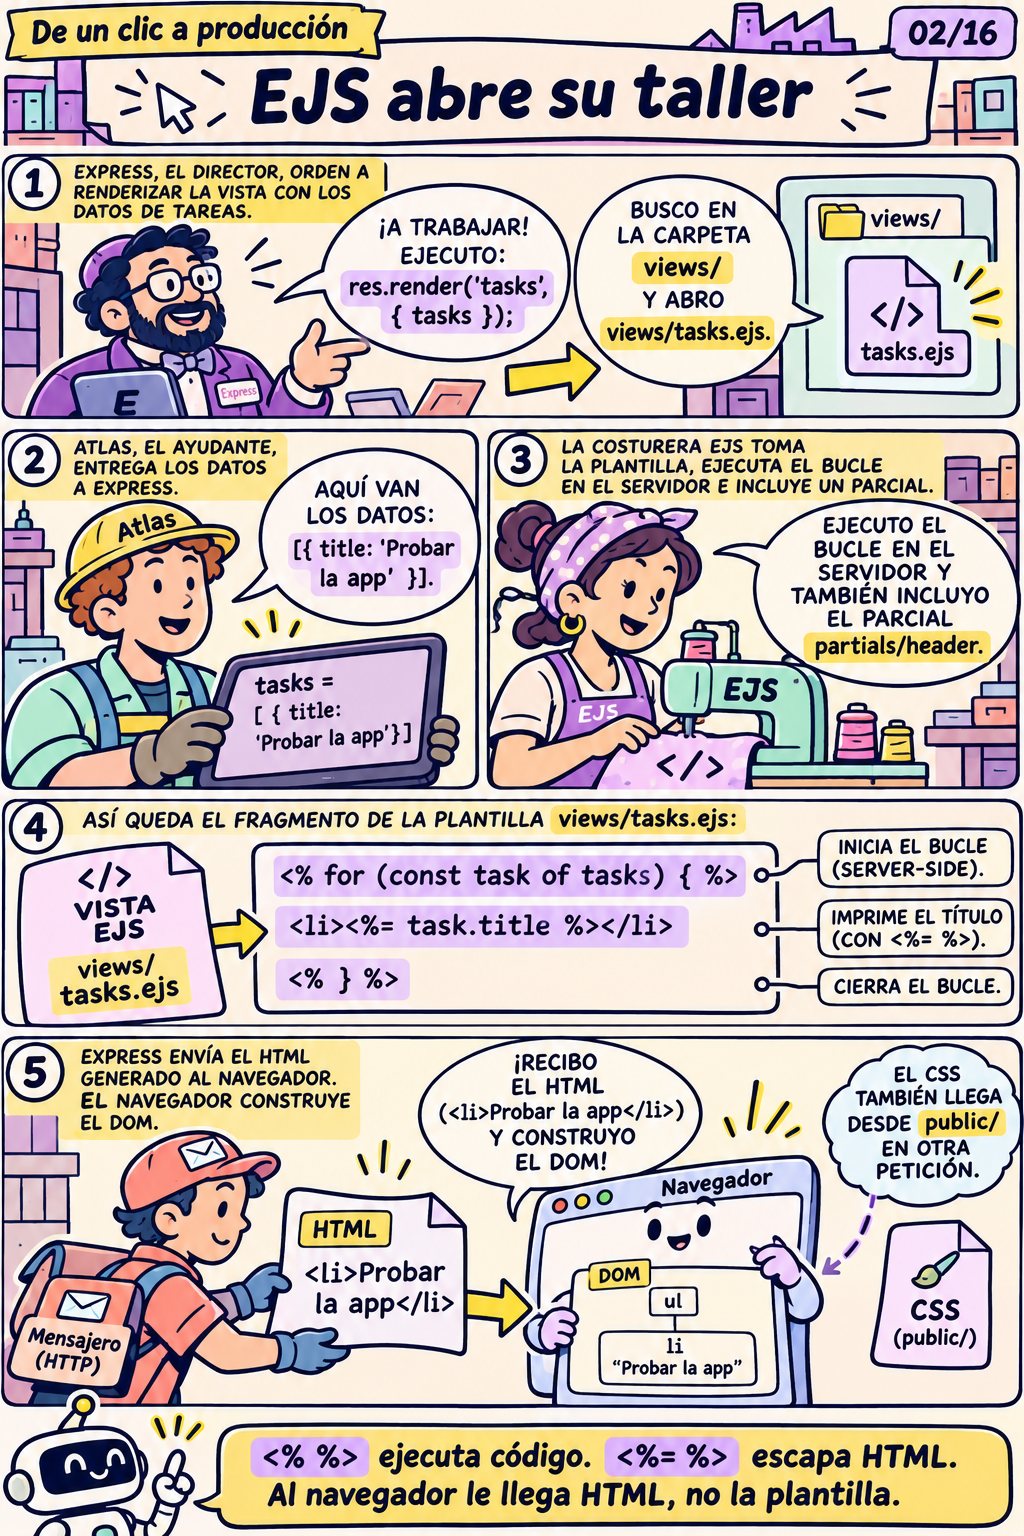 De un clic a producción
02/16
EJS abre su taller
1
EXPRESS, EL DIRECTOR, ORDEN A
RENDERIZAR LA VISTA CON LOS
DATOS DE TAREAS.
¡A TRABAJAR!
EJECUTO:
res.render('tasks',
{ tasks });
BUSCO EN
LA CARPETA
views/
Y ABRO
views/tasks.ejs.
views/
</>
tasks.ejs
Express
E
2
ATLAS, EL AYUDANTE,
ENTREGA LOS DATOS
A EXPRESS.
AQUÍ VAN
LOS DATOS:
[{ title: 'Probar
la app' }].
Atlas
tasks =
[ { title:
'Probar la app'}]
3
LA COSTURERA EJS TOMA
LA PLANTILLA, EJECUTA EL BUCLE
EN EL SERVIDOR E INCLUYE UN PARCIAL.
EJECUTO EL
BUCLE EN EL
SERVIDOR Y
TAMBIÉN INCLUYO
EL PARCIAL
partials/header.
EJS
EJS
</>
4
ASÍ QUEDA EL FRAGMENTO DE LA PLANTILLA views/tasks.ejs:
</>
VISTA
EJS
views/
tasks.ejs
<% for (const task of tasks) { %>
<li><%= task.title %></li>
<% } %>
INICIA EL BUCLE
(SERVER-SIDE).
IMPRIME EL TÍTULO
(CON <%= %>).
CIERRA EL BUCLE.
5
EXPRESS ENVÍA EL HTML
GENERADO AL NAVEGADOR.
EL NAVEGADOR CONSTRUYE
EL DOM.
¡RECIBO
EL HTML
(<li>Probar la app</li>)
Y CONSTRUYO
EL DOM!
EL CSS
TAMBIÉN LLEGA
DESDE public/
EN OTRA
PETICIÓN.
Mensajero
(HTTP)
HTML
<li>Probar
la app</li>
Navegador
DOM
ul
li
"Probar la app"
CSS
(public/)
<% %> ejecuta código. <%= %> escapa HTML.
Al navegador le llega HTML, no la plantilla.